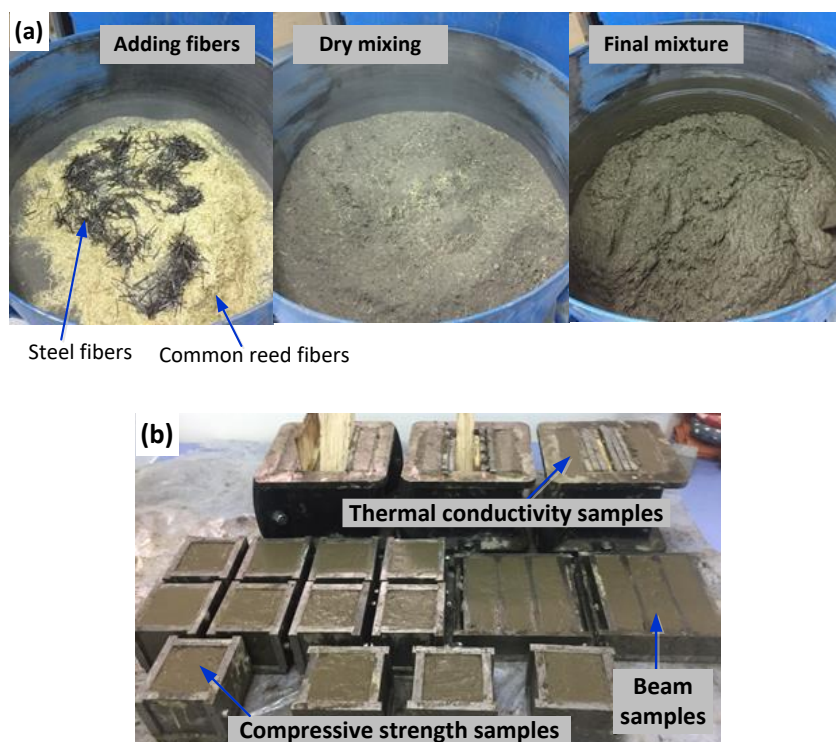 (a)
Adding fibers
Dry mixing
Final mixture
Steel fibers
Common reed fibers
(b)
Thermal conductivity samples
Compressive strength samples
Beam
samples